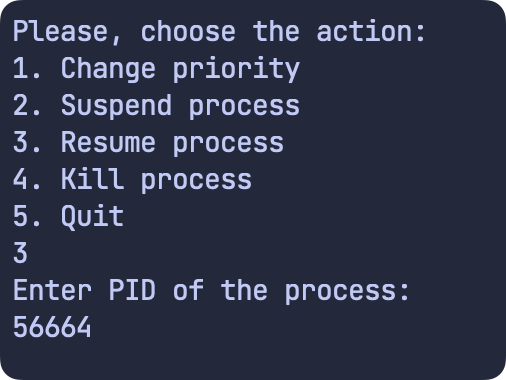 Please, choose the action:
1. Change priority
2. Suspend process
3. Resume process
4. Kill process
5. Quit
3
Enter PID of the process:
56664